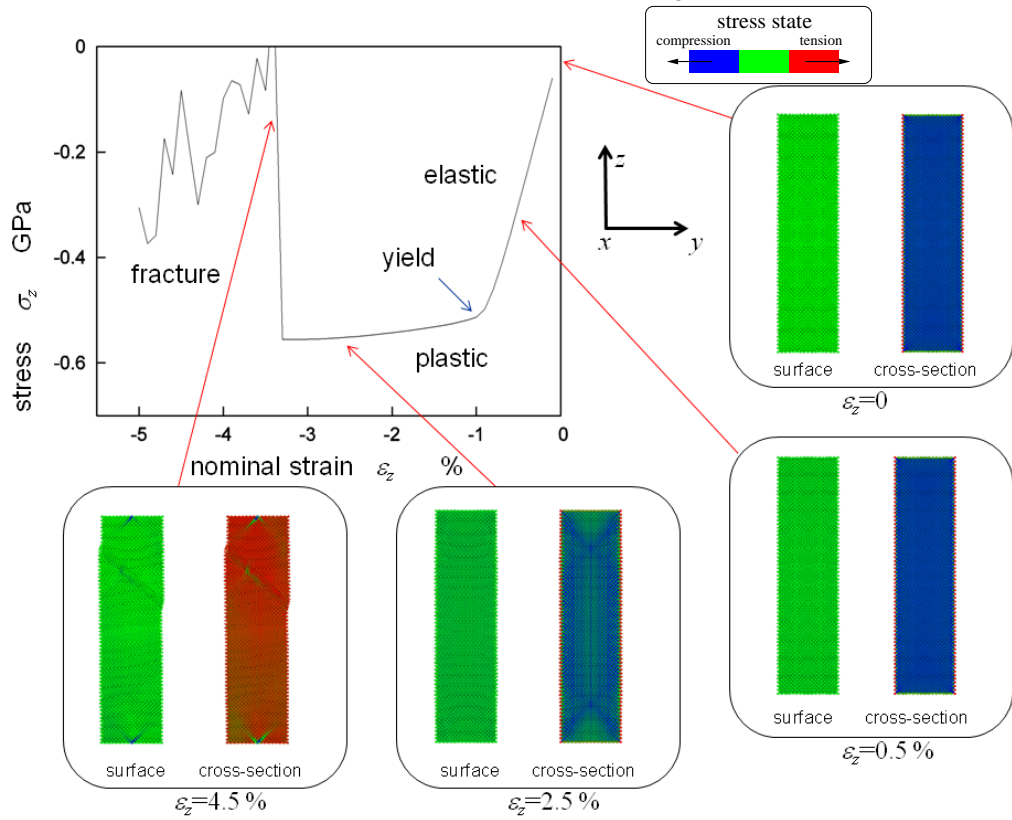 stress state
compression tension
0
-0.2
-0.4
-0.6
stress σz GPa
elastic
yield
fracture
plastic
-5 -4 -3 -2 -1 0
nominal strain εz %
z
x y
surface cross-section
εz=0
surface cross-section
εz=0.5 %
surface cross-section
εz=4.5 %
surface cross-section
εz=2.5 %